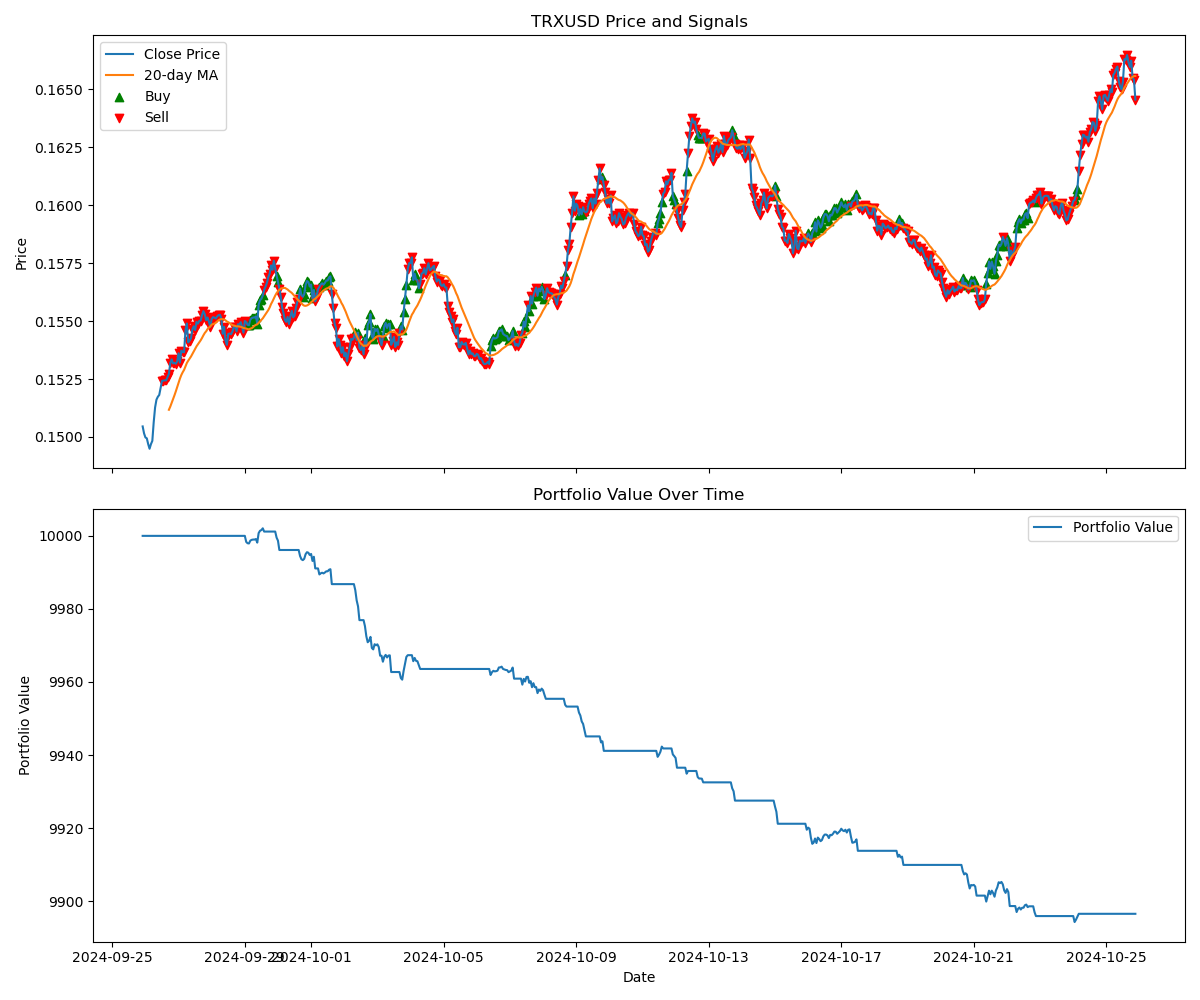 TRXUSD Price and Signals
Close Price
20-day MA
Buy
Sell
Price
0.1650
0.1625
0.1600
0.1575
0.1550
0.1525
0.1500
Portfolio Value Over Time
Portfolio Value
Portfolio Value
10000
9980
9960
9940
9920
9900
2024-09-25
2024-09-29
2024-10-01
2024-10-05
2024-10-09
2024-10-13
2024-10-17
2024-10-21
2024-10-25
Date